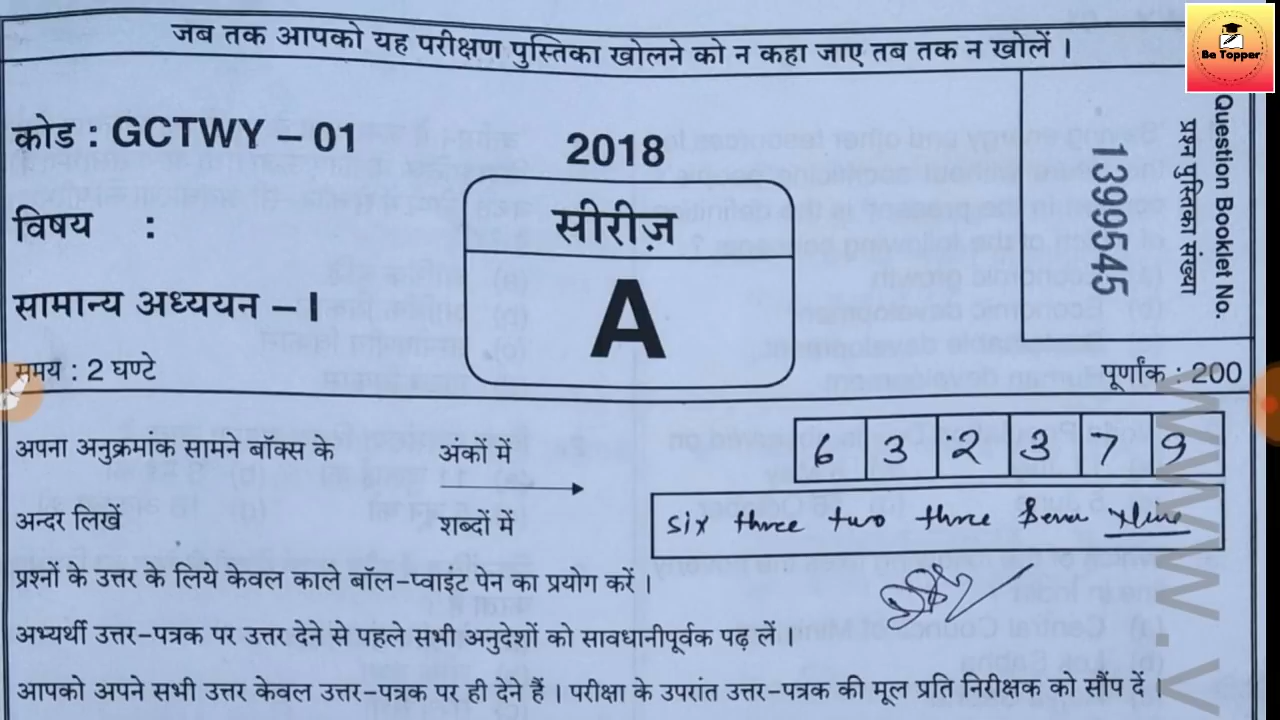 जब तक आपको यह परीक्षण पुस्तिका खोलने को न कहा जाए तब तक न खोलें ।
Be Topper
कोड : GCTWY – 01
2018
Question Booklet No.
प्रश्न पुस्तिका संख्या
1399545
विषय :
सीरीज़
सामान्य अध्ययन – I
A
समय : 2 घण्टे
पूर्णांक : 200
अपना अनुक्रमांक सामने बॉक्स के
अंकों में
6 3 2 3 7 9
अन्दर लिखें
शब्दों में
six three two three
प्रश्नों के उत्तर के लिये केवल काले बॉल-प्वाइंट पेन का प्रयोग करें ।
अभ्यर्थी उत्तर-पत्रक पर उत्तर देने से पहले सभी अनुदेशों को सावधानीपूर्वक पढ़ लें ।
आपको अपने सभी उत्तर केवल उत्तर-पत्रक पर ही देने हैं । परीक्षा के उपरांत उत्तर-पत्रक की मूल प्रति निरीक्षक को सौंप दें ।